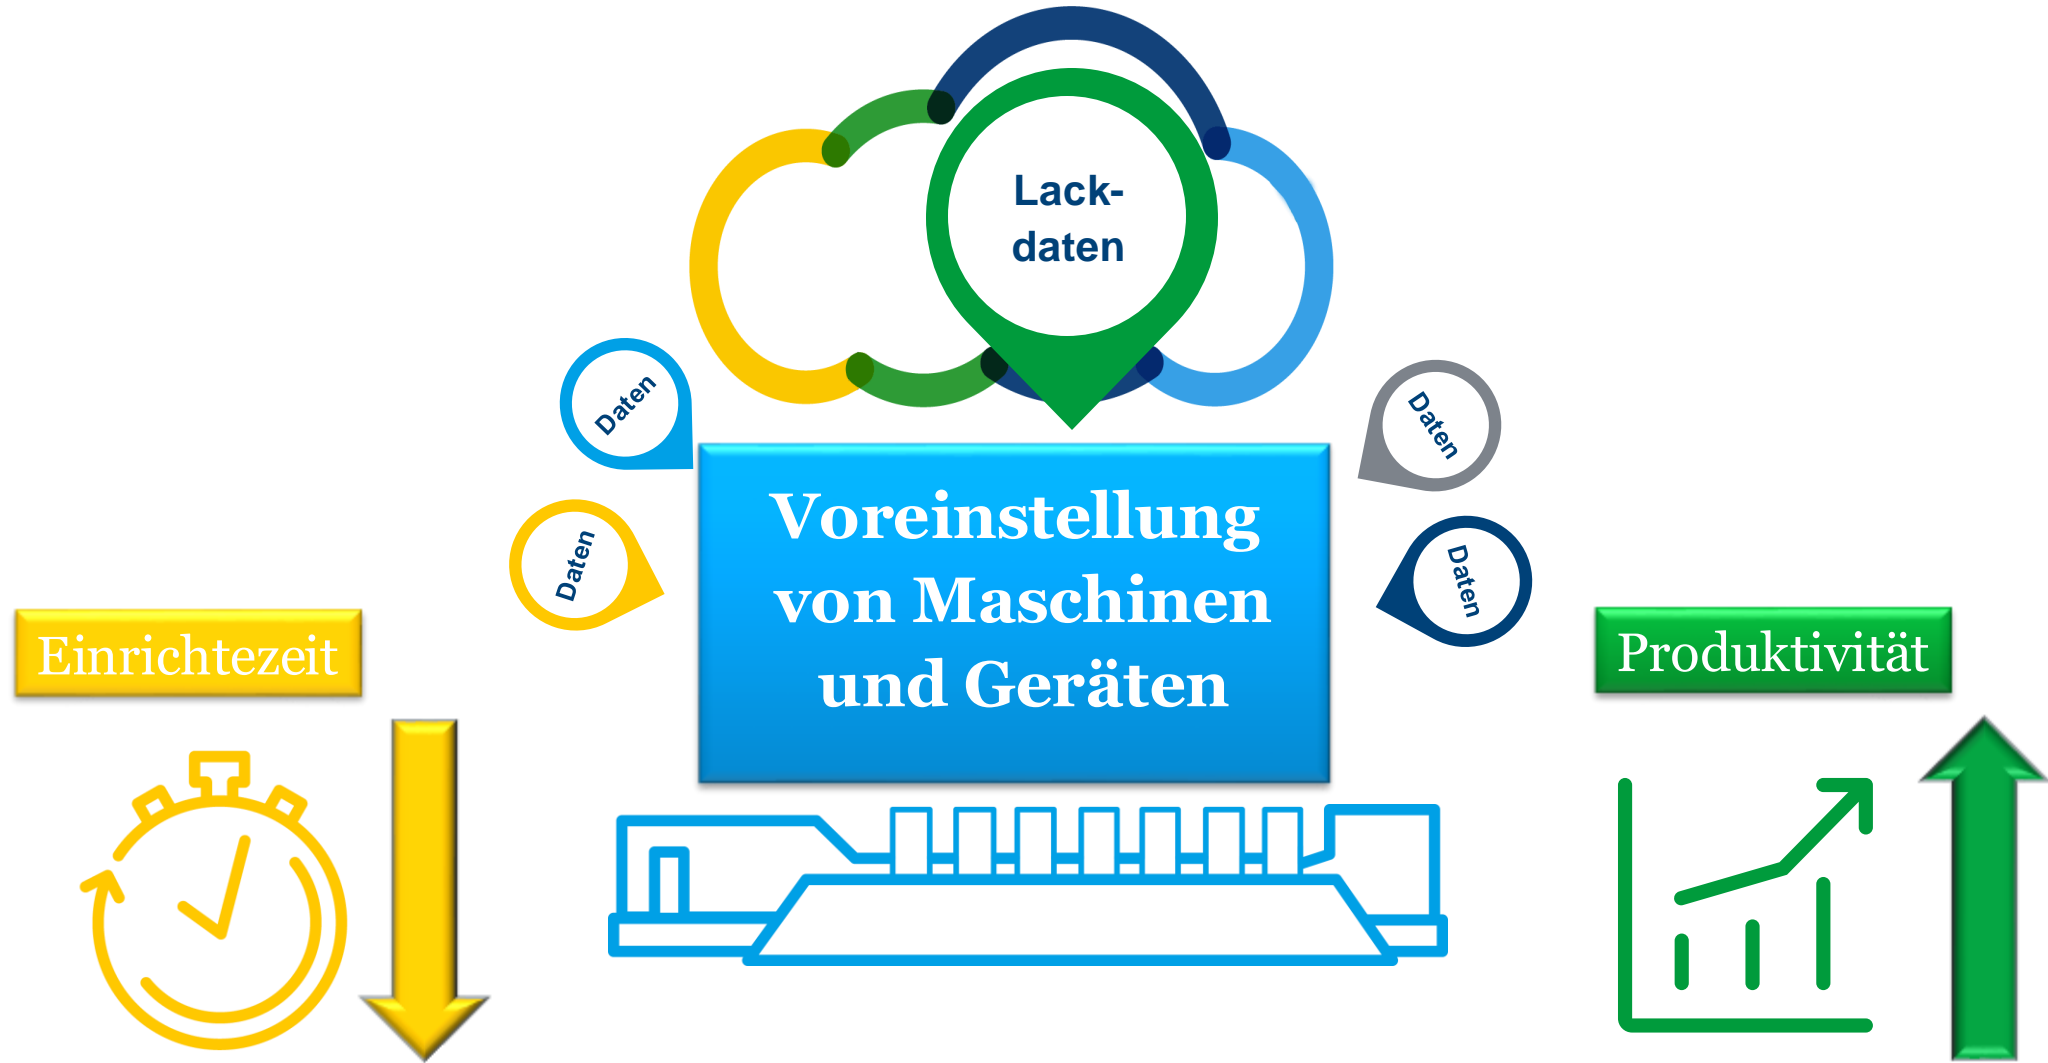 Lack-
daten
Daten
Daten
Daten
Daten
Voreinstellung
von Maschinen
und Geräten
Einrichtezeit
Produktivität